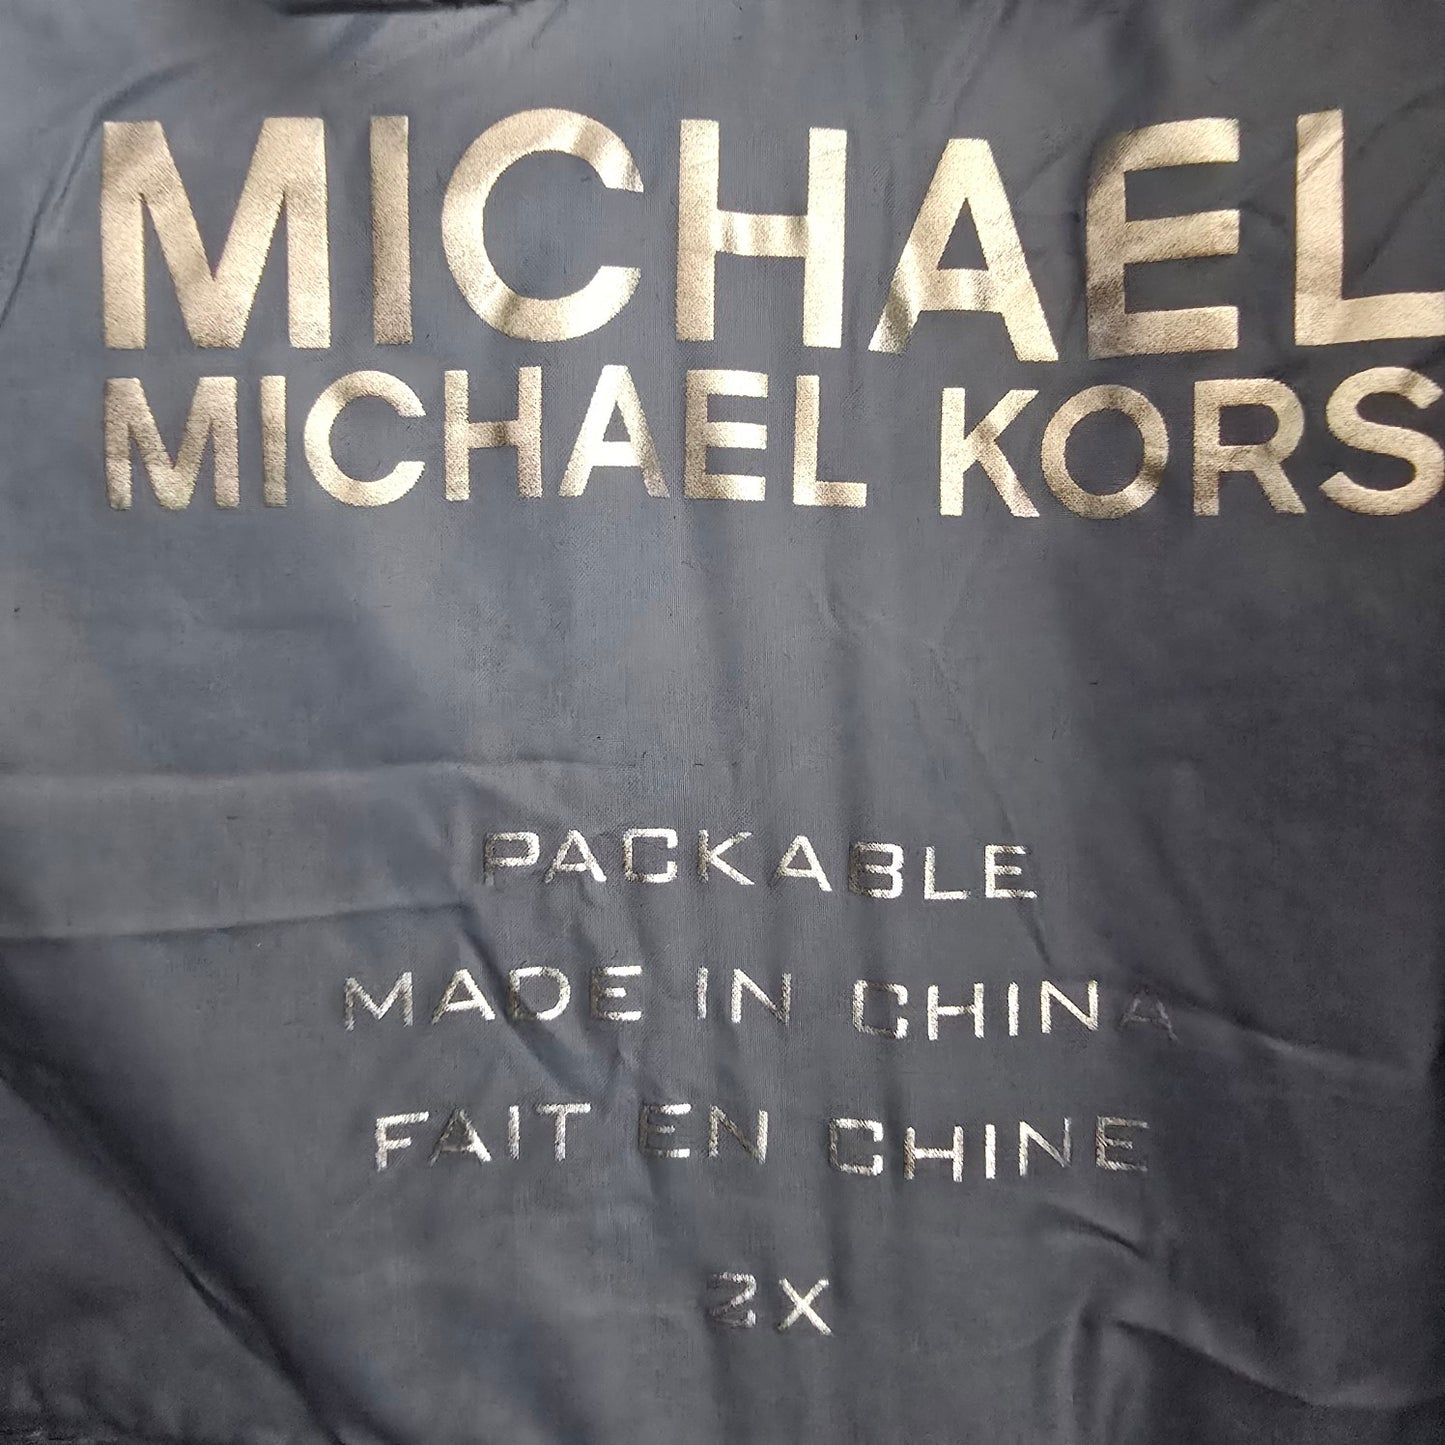 MICHAEL
MICHAEL KORS
PACKABLE
MADE IN CHINA
FAIT EN CHINE
2X